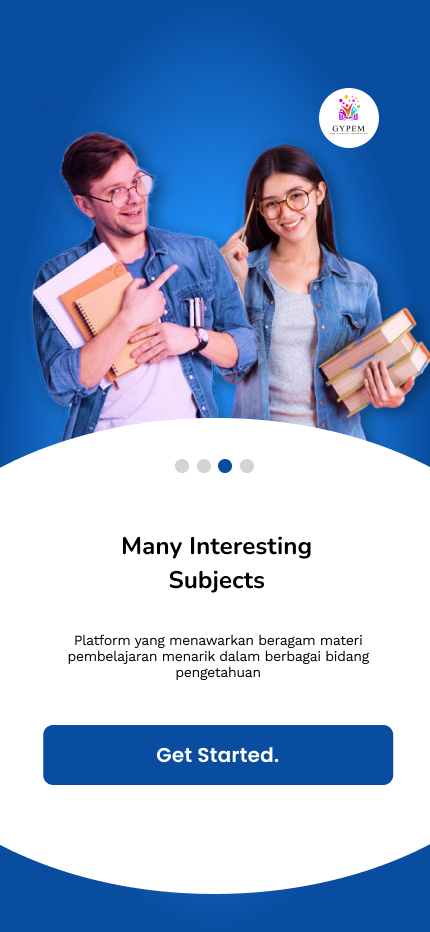 GYPEM
Many Interesting
Subjects
Platform yang menawarkan beragam materi
pembelajaran menarik dalam berbagai bidang
pengetahuan
Get Started.